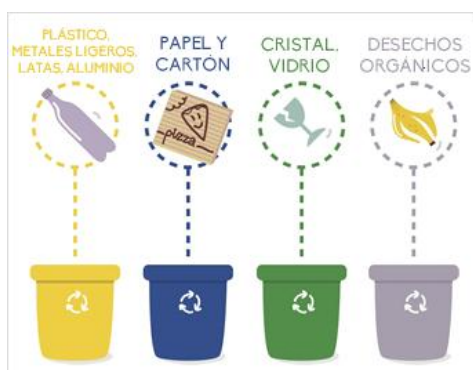 PLÁSTICO,
METALES LIGEROS,
LATAS, ALUMINIO
PAPEL Y
CARTÓN
CRISTAL,
VIDRIO
DESECHOS
ORGÁNICOS
pizza